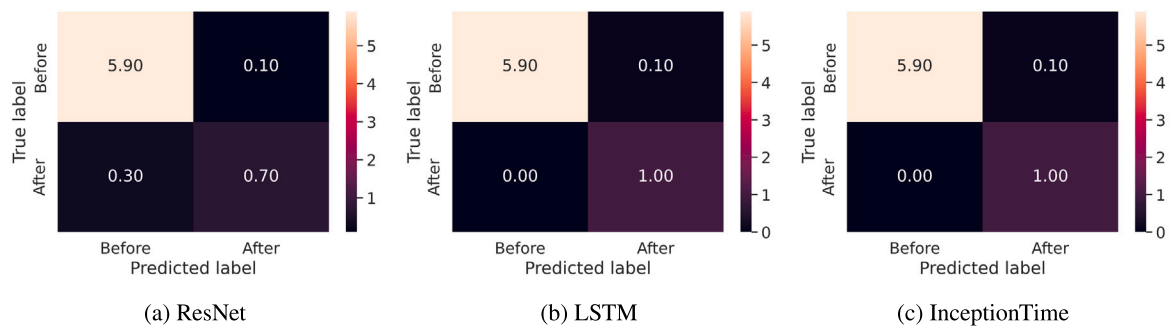 True label
Before
After
5.90
0.10
0.30
0.70
Before
After
Predicted label
5
4
3
2
1
(a) ResNet
True label
Before
After
5.90
0.10
0.00
1.00
Before
After
Predicted label
5
4
3
2
1
0
(b) LSTM
True label
Before
After
5.90
0.10
0.00
1.00
Before
After
Predicted label
5
4
3
2
1
0
(c) InceptionTime